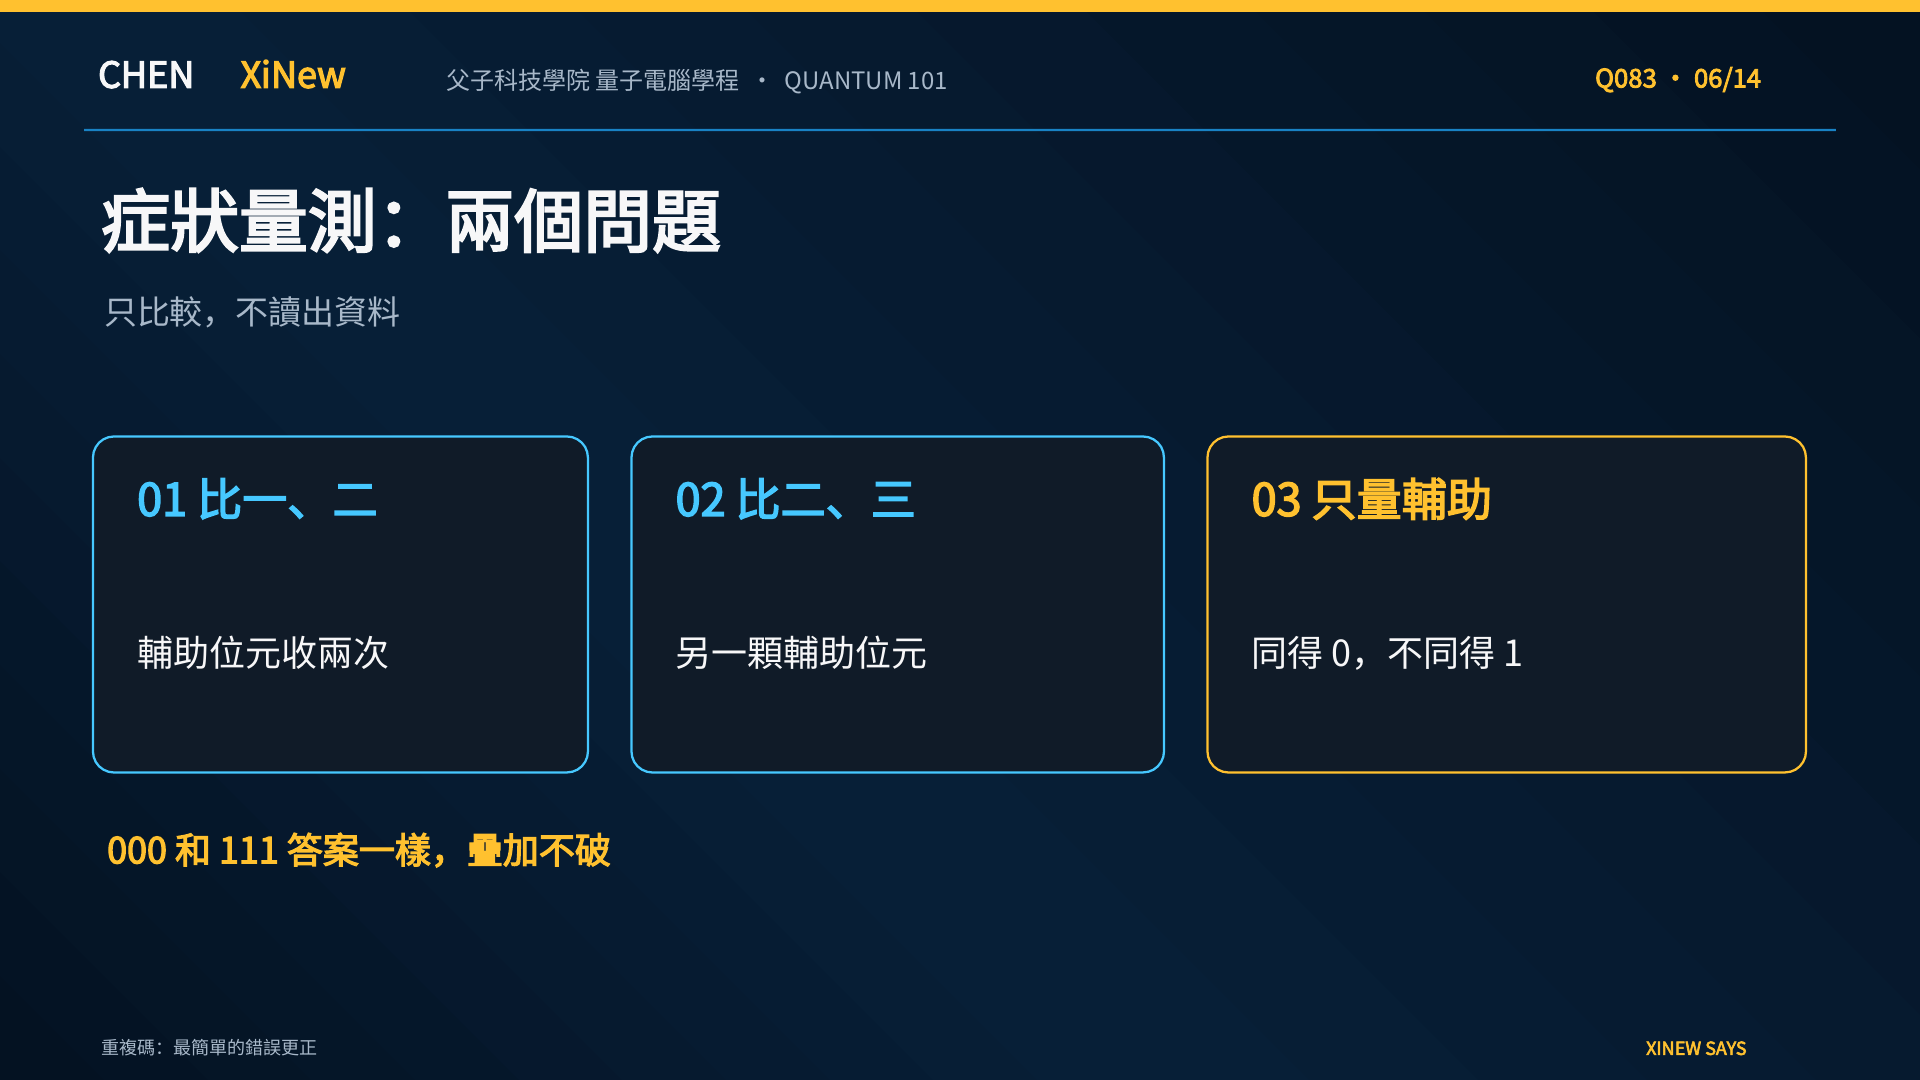 CHEN XiNew 父子科技學院 量子電腦學程 · QUANTUM 101 Q083 · 06/14
症狀量測：兩個問題
只比較，不讀出資料
01 比一、二
輔助位元收兩次
02 比二、三
另一顆輔助位元
03 只量輔助
同得 0，不同得 1
000 和 111 答案一樣，疊加不破
重複碼：最簡單的錯誤更正
XINEW SAYS